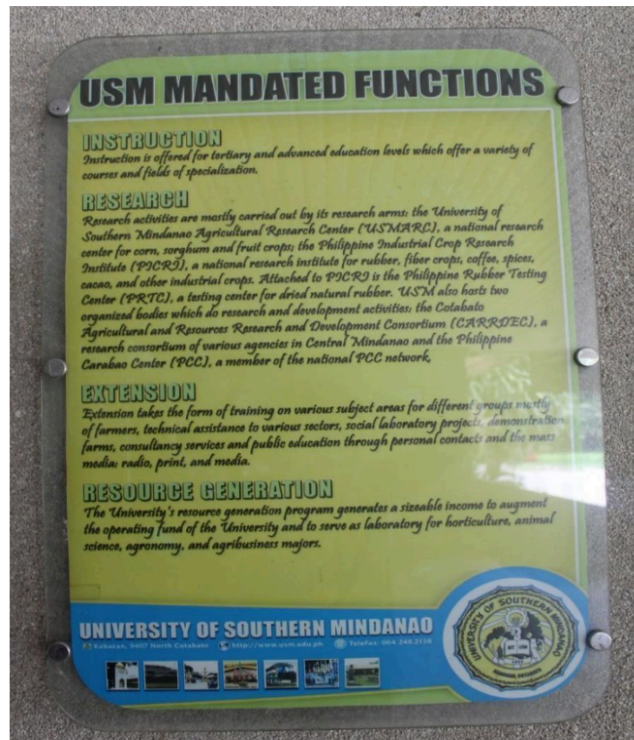 USM MANDATED FUNCTIONS
INSTRUCTION
Instruction is offered for tertiary and advanced education levels which offer a variety of
courses and fields of specialization.
RESEARCH
Research activities are mostly carried out by its research arms: the University of
Southern Mindanao Agricultural Research Center (USMARC), a national research
center for corn, sorghum and fruit crops; the Philippine Industrial Crop Research
Institute (PICRI), a national research institute for rubber, fiber crops, coffee, spices,
cacao, and other industrial crops. Attached to PICRI is the Philippine Rubber Testing
Center (PRTC), a testing center for dried natural rubber. USM also hosts two
organized bodies which do research and development activities: the Cotabato
Agricultural and Resources Research and Development Consortium (CARRDEC), a
research consortium of various agencies in Central Mindanao and the Philippine
Carabao Center (PCC), a member of the national PCC network.
EXTENSION
Extension takes the form of training on various subject areas for different groups mostly
of farmers, technical assistance to various sectors, social laboratory projects, demonstration
farms, consultancy services and public education through personal contacts and the mass
media: radio, print, and media.
RESOURCE GENERATION
The University's resource generation program generates a sizeable income to augment
the operating fund of the University and to serve as laboratory for horticulture, animal
science, agronomy, and agribusiness majors.
UNIVERSITY OF SOUTHERN MINDANAO
Kabacan, 9407 North Cotabato http://www.usm.edu.ph TeleFax: 064 248 2138
UNIVERSITY OF SOUTHERN MINDANAO